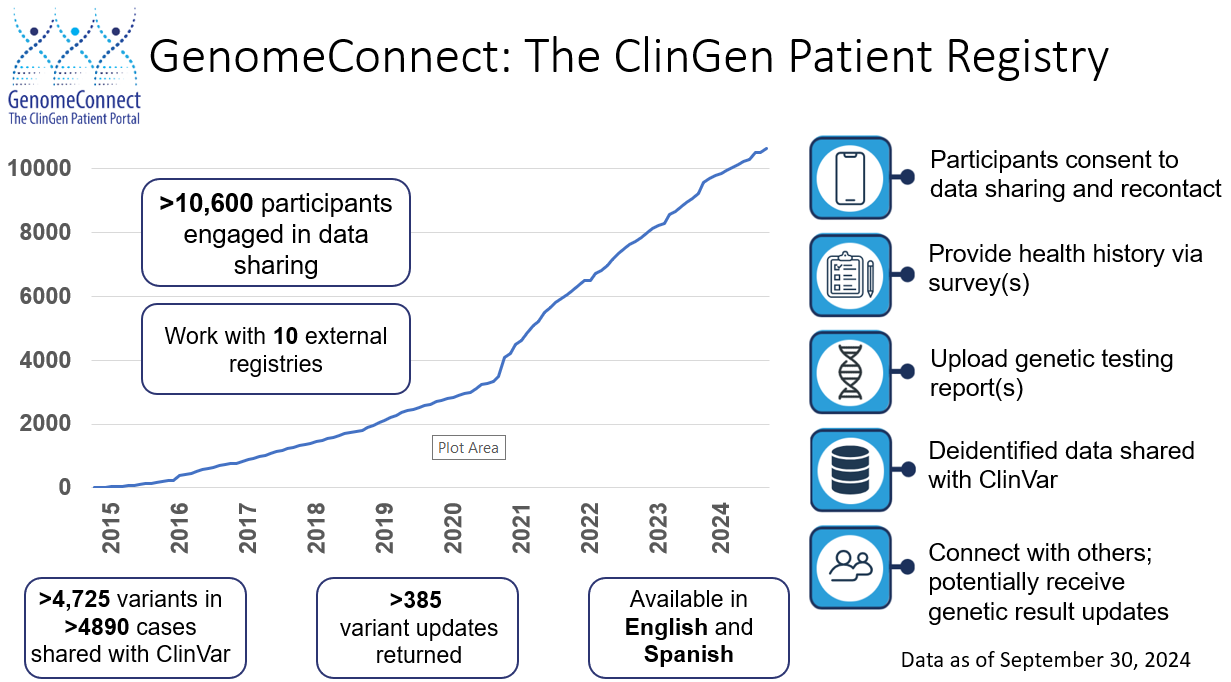 GenomeConnect: The ClinGen Patient Registry
GenomeConnect
The ClinGen Patient Portal
10000
8000
6000
4000
2000
0
2015
2016
2017
2018
2019
2020
2021
2022
2023
2024
>10,600 participants
engaged in data
sharing
Work with 10 external
registries
Plot Area
>4,725 variants in
>4890 cases
shared with ClinVar
>385
variant updates
returned
Available in
English and
Spanish
Participants consent to
data sharing and recontact
Provide health history via
survey(s)
Upload genetic testing
report(s)
Deidentified data shared
with ClinVar
Connect with others;
potentially receive
genetic result updates
Data as of September 30, 2024